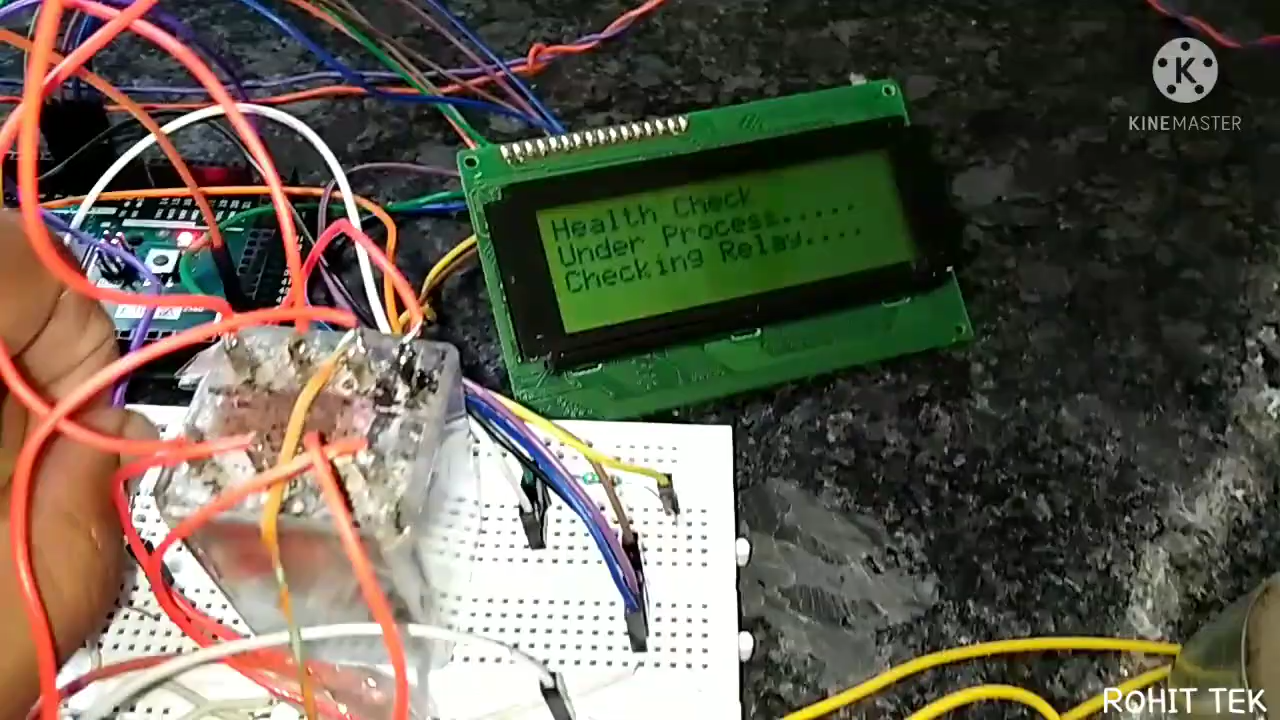 K
KINEMASTER
Health Check
Under Process.....
Checking Relay....
ROHIT TEK